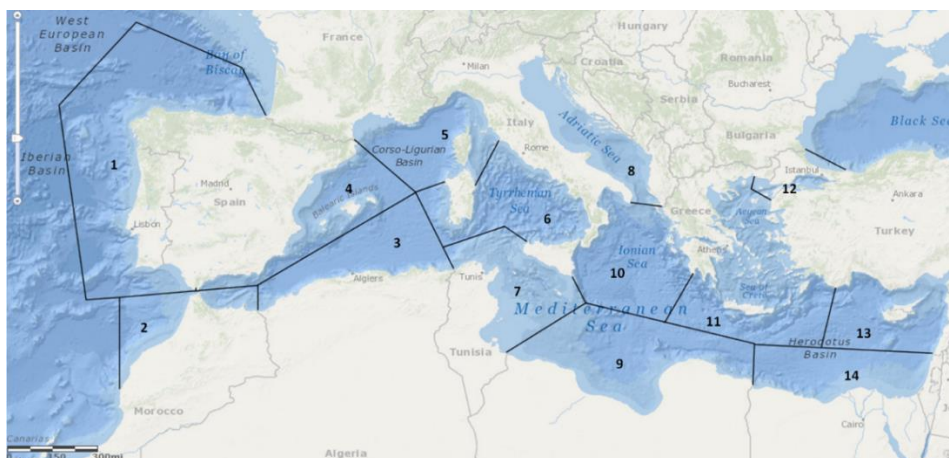 West
European
Basin
Bay of
Biscay
France
Hungary
Milan
Croatia
Romania
Bucharest
Serbia
Black Sea
Bulgaria
Italy
Adriatic Sea
5
Corso-Ligurian
Basin
Rome
Iberian
Basin
1
Madrid
Spain
4
Balearic Islands
8
Istanbul
12
Ankara
Tyrrhenian
Sea
6
Greece
Aegean
Sea
Turkey
Lisbon
3
Ionian
Sea
10
Athens
Algiers
Tunis
7
Sea of
Crete
Mediterranean
Sea
11
2
13
Herodotus
Basin
Tunisia
9
14
Morocco
Cairo
Canarias
Algeria
0
150
300mi